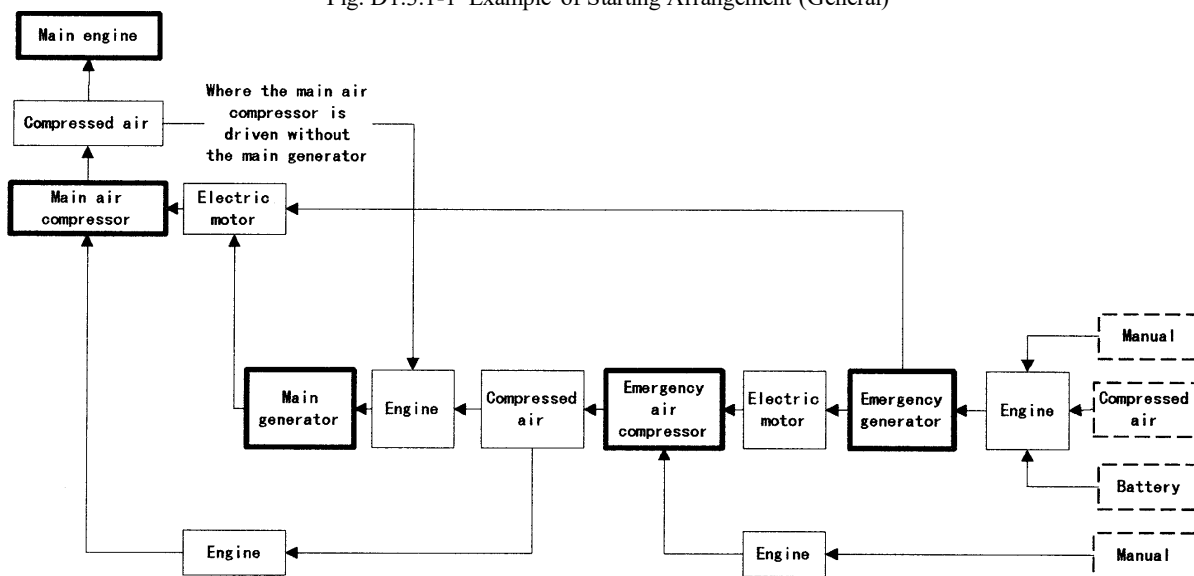 Fig. D1.3.1-1 Example of Starting Arrangement (General)
Main engine
Compressed air
Where the main air
compressor is
driven without
the main generator
Main air
compressor
Electric
motor
Manual
Main
generator
Engine
Compressed
air
Emergency
air
compressor
Electric
motor
Emergency
generator
Engine
Compressed
air
Battery
Engine
Engine
Manual